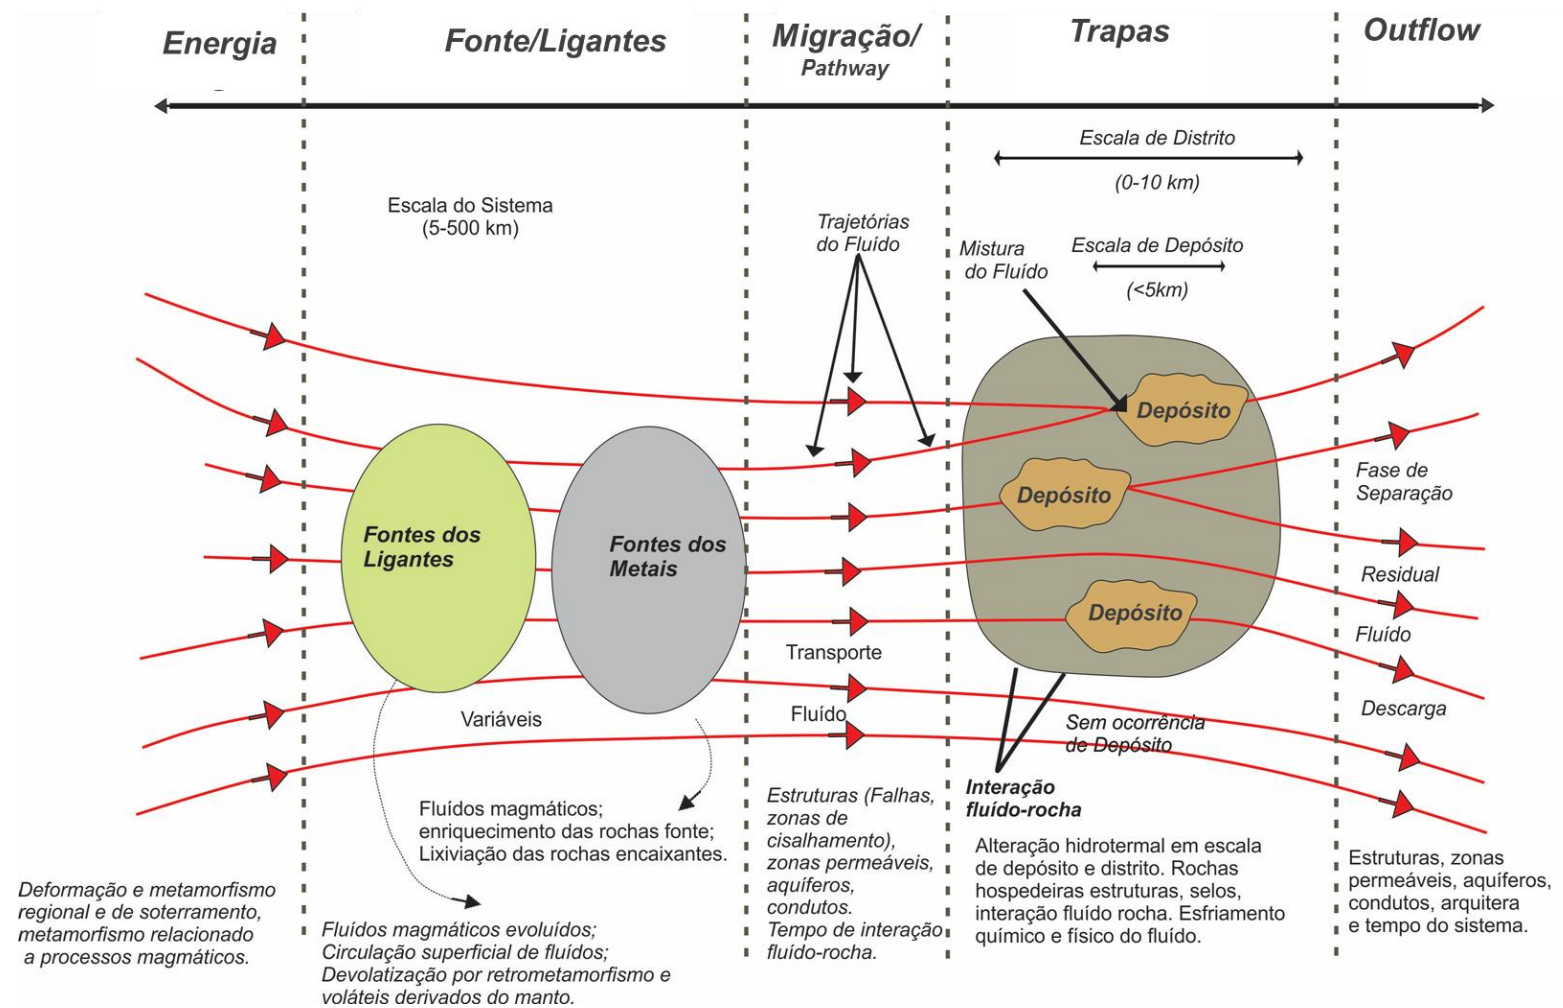 Energia
Fonte/Ligantes
Migração/
Pathway
Trapas
Outflow
Escala de Distrito
(0-10 km)
Escala do Sistema
(5-500 km)
Trajetórias
do Fluído
Mistura
do Fluído
Escala de Depósito
(<5km)
Depósito
Depósito
Depósito
Fontes dos
Ligantes
Fontes dos
Metais
Fase de
Separação
Residual
Fluído
Descarga
Transporte
Fluído
Variáveis
Sem ocorrência
de Depósito
Interação
fluído-rocha
Deformação e metamorfismo
regional e de soterramento,
metamorfismo relacionado
a processos magmáticos.
Fluídos magmáticos;
enriquecimento das rochas fonte;
Lixiviação das rochas encaixantes.
Fluídos magmáticos evoluídos;
Circulação superficial de fluídos;
Devolatização por retrometamorfismo e
voláteis derivados do manto.
Estruturas (Falhas,
zonas de
cisalhamento),
zonas permeáveis,
aquíferos,
condutos.
Tempo de interação
fluído-rocha.
Alteração hidrotermal em escala
de depósito e distrito. Rochas
hospedeiras estruturas, selos,
interação fluído rocha. Esfriamento
químico e físico do fluído.
Estruturas, zonas
permeáveis, aquíferos,
condutos, arquitera
e tempo do sistema.